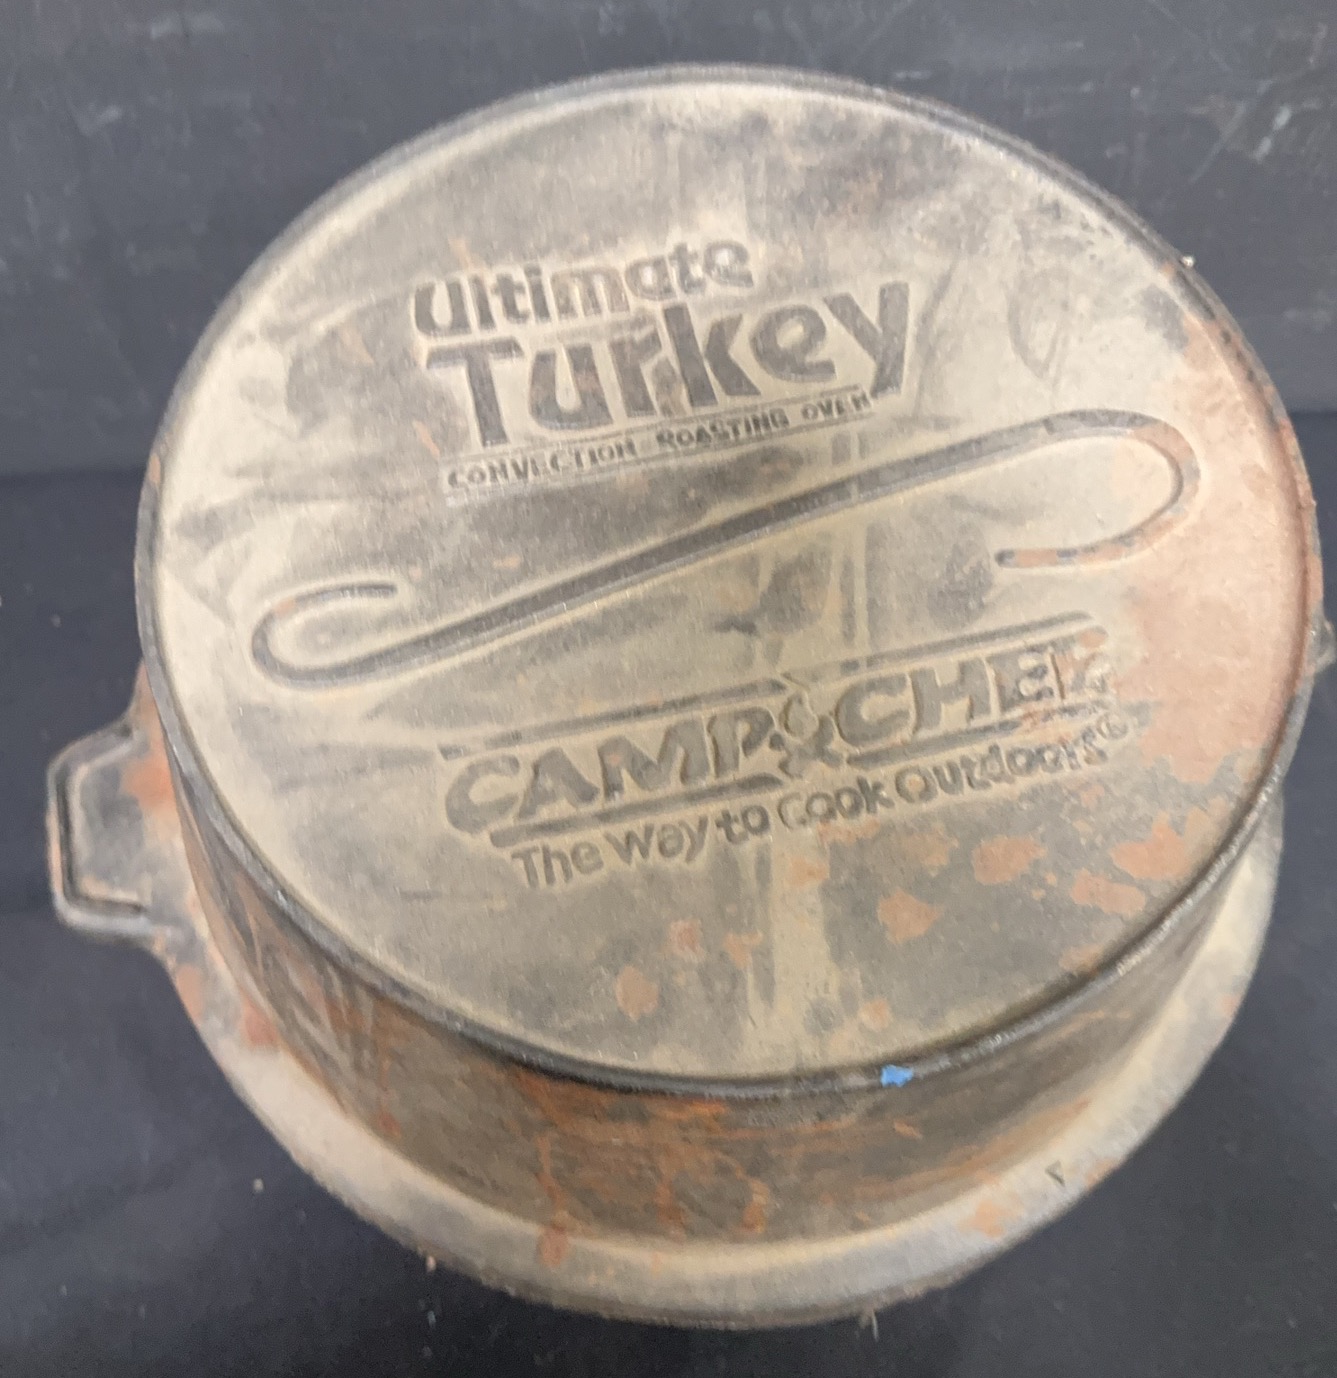 Ultimate
Turkey
CONVECTION ROASTING OVEN
CAMP CHEF
The Way to Cook Outdoors®